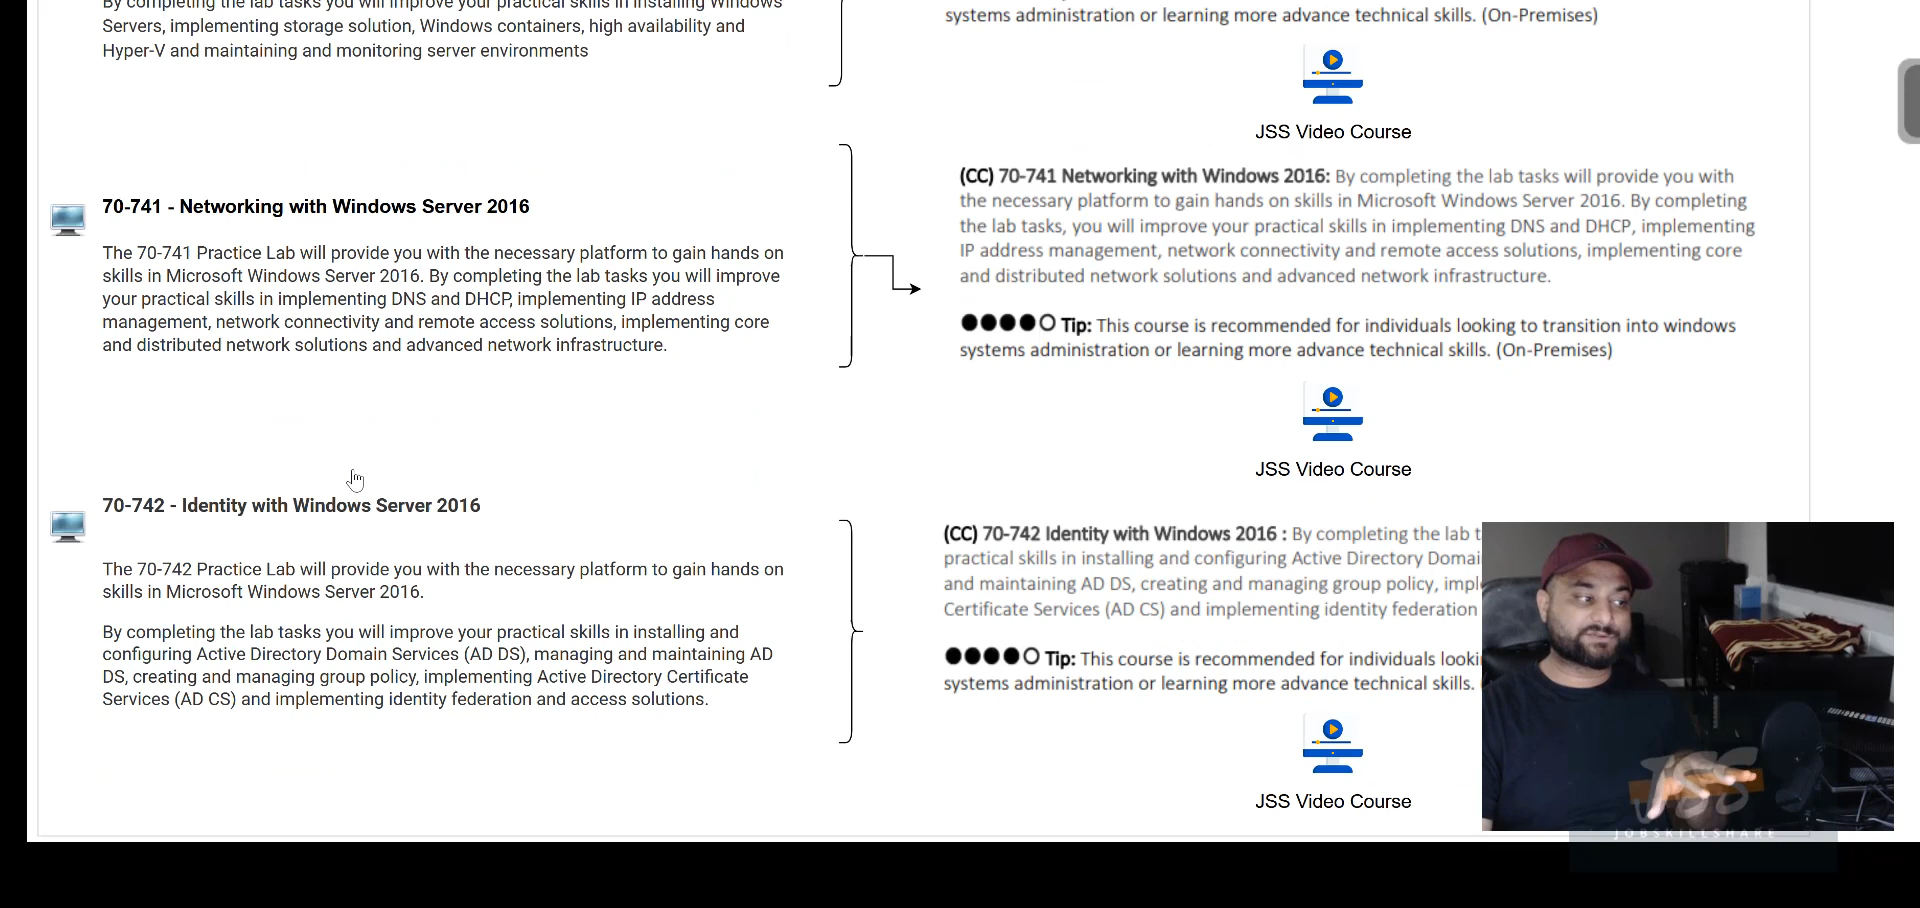 By completing the lab tasks you will improve your practical skills in installing Windows
Servers, implementing storage solution, Windows containers, high availability and
Hyper-V and maintaining and monitoring server environments
systems administration or learning more advance technical skills. (On-Premises)
JSS Video Course
70-741 - Networking with Windows Server 2016
The 70-741 Practice Lab will provide you with the necessary platform to gain hands on
skills in Microsoft Windows Server 2016. By completing the lab tasks you will improve
your practical skills in implementing DNS and DHCP, implementing IP address
management, network connectivity and remote access solutions, implementing core
and distributed network solutions and advanced network infrastructure.
(CC) 70-741 Networking with Windows 2016: By completing the lab tasks will provide you with
the necessary platform to gain hands on skills in Microsoft Windows Server 2016. By completing
the lab tasks, you will improve your practical skills in implementing DNS and DHCP, implementing
IP address management, network connectivity and remote access solutions, implementing core
and distributed network solutions and advanced network infrastructure.
Tip: This course is recommended for individuals looking to transition into windows
systems administration or learning more advance technical skills. (On-Premises)
JSS Video Course
70-742 - Identity with Windows Server 2016
The 70-742 Practice Lab will provide you with the necessary platform to gain hands on
skills in Microsoft Windows Server 2016.
By completing the lab tasks you will improve your practical skills in installing and
configuring Active Directory Domain Services (AD DS), managing and maintaining AD
DS, creating and managing group policy, implementing Active Directory Certificate
Services (AD CS) and implementing identity federation and access solutions.
(CC) 70-742 Identity with Windows 2016 : By completing the lab t
practical skills in installing and configuring Active Directory Domai
and maintaining AD DS, creating and managing group policy, impl
Certificate Services (AD CS) and implementing identity federation
Tip: This course is recommended for individuals looki
systems administration or learning more advance technical skills.
JSS Video Course
JSS
JOBSKILLSHARE